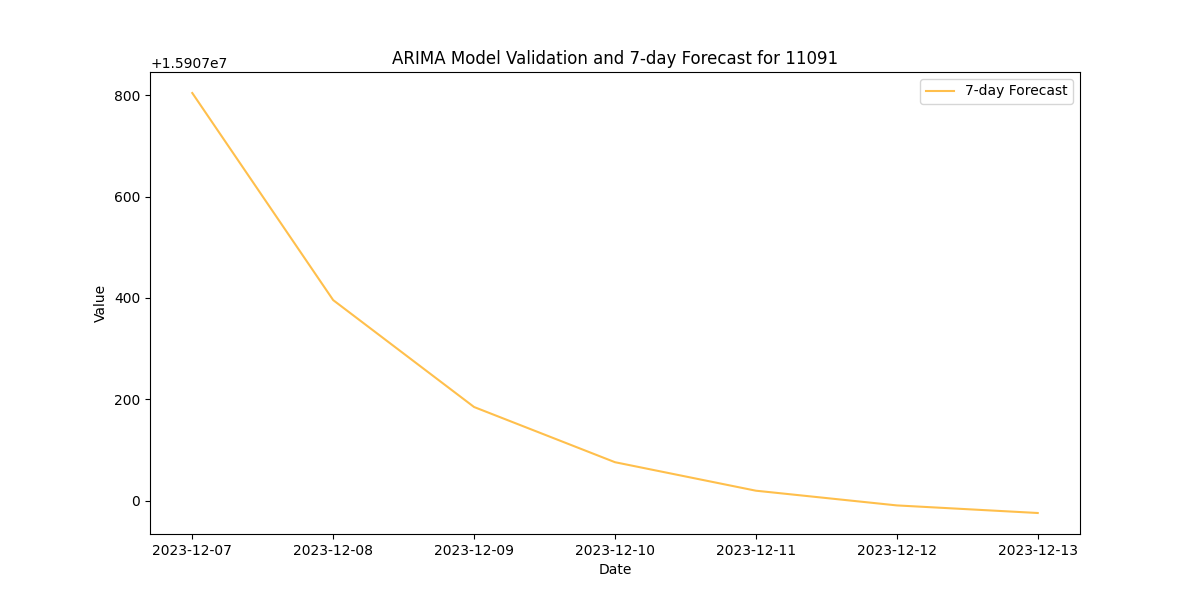 ARIMA Model Validation and 7-day Forecast for 11091
+1.5907e7
7-day Forecast
800
600
400
200
0
Value
2023-12-07 2023-12-08 2023-12-09 2023-12-10 2023-12-11 2023-12-12 2023-12-13
Date